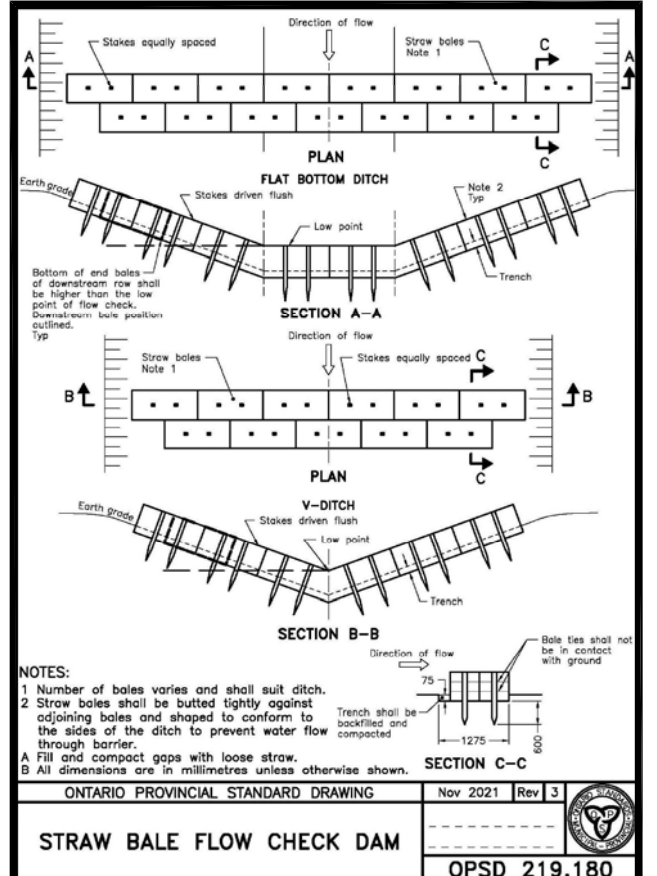 Direction of flow
Stakes equally spaced
Straw bales
Note 1
C
A
A
C
PLAN
FLAT BOTTOM DITCH
Earth grade
Stakes driven flush
Note 2
Typ
Low point
Trench
Bottom of end bales
of downstream row shall
be higher than the low
point of flow check.
Downstream bale position
outlined.
Typ
SECTION A-A
Direction of flow
Straw bales
Note 1
Stakes equally spaced
C
B
B
C
PLAN
V-DITCH
Earth grade
Stakes driven flush
Low point
Trench
SECTION B-B
Direction of flow
Bale ties shall not
be in contact
with ground
75
Trench shall be
backfilled and
compacted
1275
600
SECTION C-C
NOTES:
1 Number of bales varies and shall suit ditch.
2 Straw bales shall be butted tightly against
adjoining bales and shaped to conform to
the sides of the ditch to prevent water flow
through barrier.
A Fill and compact gaps with loose straw.
B All dimensions are in millimetres unless otherwise shown.
ONTARIO PROVINCIAL STANDARD DRAWING
Nov 2021
Rev 3
STRAW BALE FLOW CHECK DAM
ONTARIO STANDARDS
MUNICIPAL - PROVINCIAL
O
P
S
D
OPSD 219.180